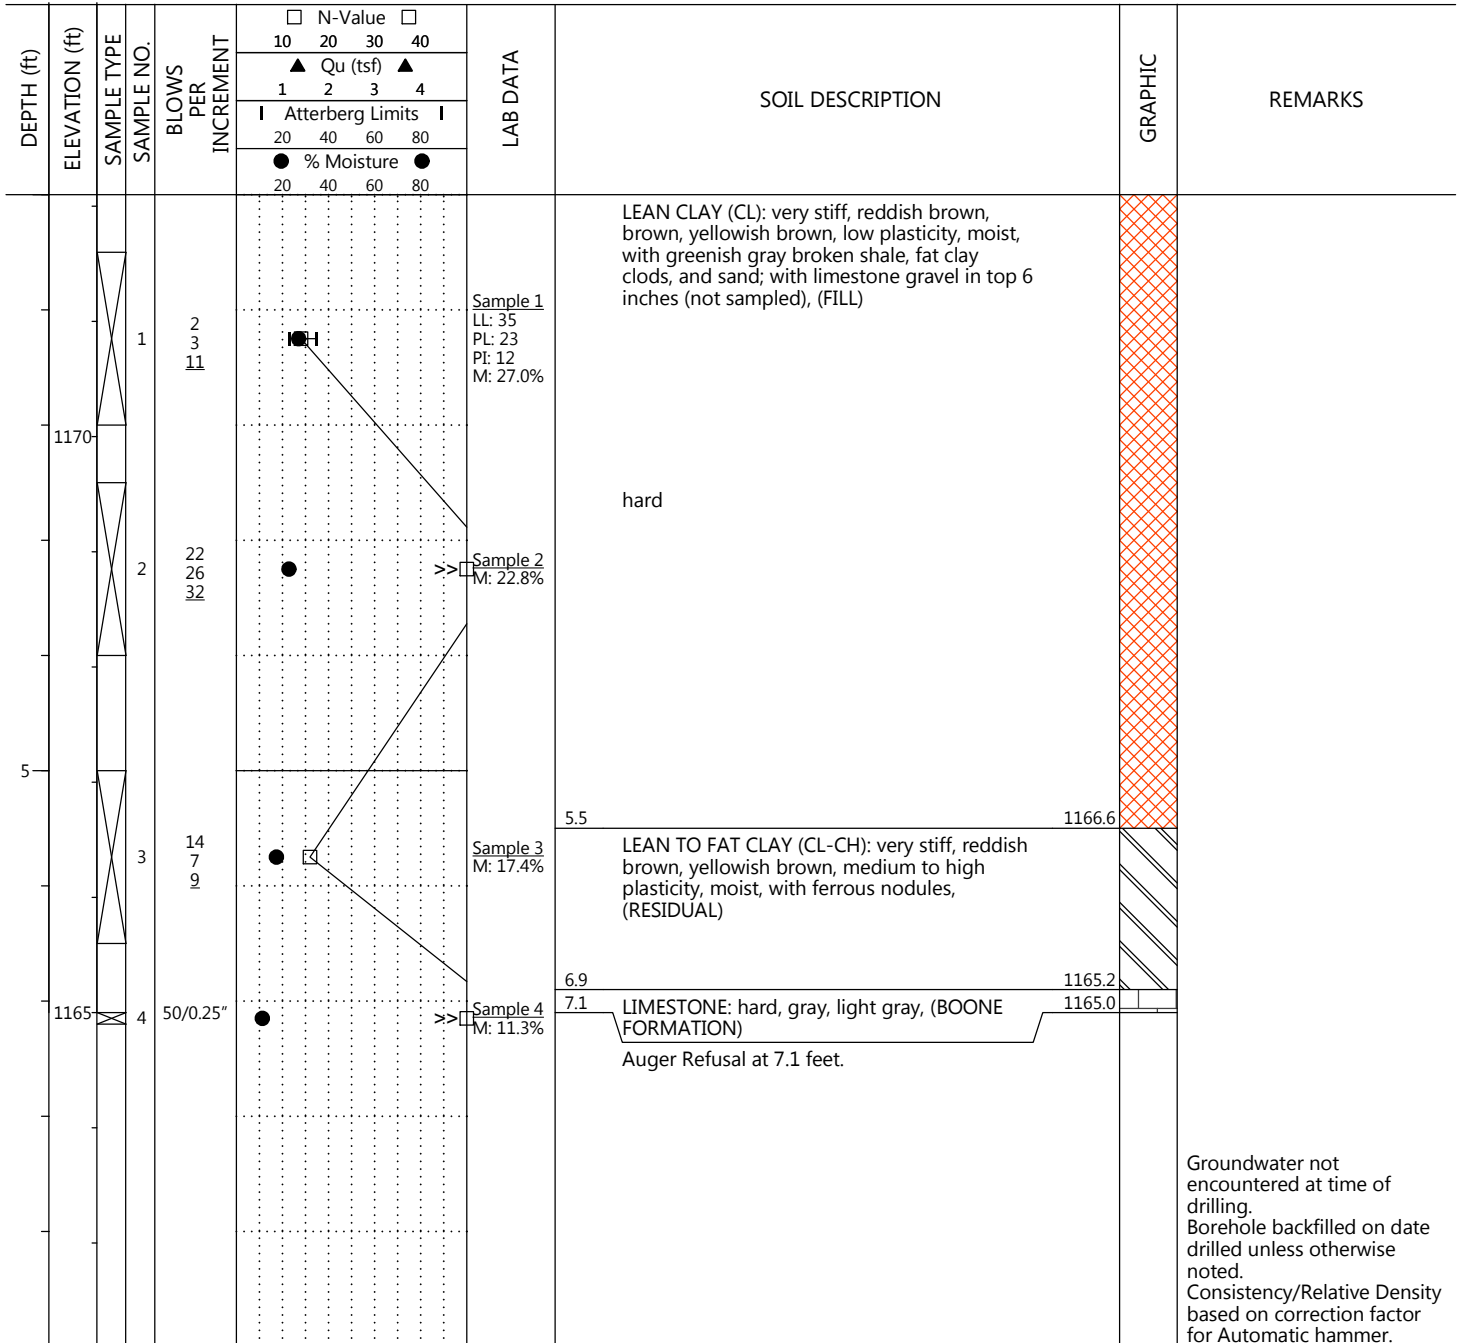 DEPTH (ft)
ELEVATION (ft)
SAMPLE TYPE
SAMPLE NO.
BLOWS
PER
INCREMENT
N-Value
10 20 30 40
Qu (tsf)
1 2 3 4
Atterberg Limits
20 40 60 80
% Moisture
20 40 60 80
LAB DATA
SOIL DESCRIPTION
GRAPHIC
REMARKS
LEAN CLAY (CL): very stiff, reddish brown,
brown, yellowish brown, low plasticity, moist,
with greenish gray broken shale, fat clay
clods, and sand; with limestone gravel in top 6
inches (not sampled), (FILL)
1
2
3
11
Sample 1
LL: 35
PL: 23
PI: 12
M: 27.0%
1170
hard
2
22
26
32
>>
Sample 2
M: 22.8%
5
5.5 1166.6
3
14
7
9
Sample 3
M: 17.4%
LEAN TO FAT CLAY (CL-CH): very stiff, reddish
brown, yellowish brown, medium to high
plasticity, moist, with ferrous nodules,
(RESIDUAL)
6.9 1165.2
7.1 1165.0
1165
4
50/0.25"
>>
Sample 4
M: 11.3%
LIMESTONE: hard, gray, light gray, (BOONE
FORMATION)
Auger Refusal at 7.1 feet.
Groundwater not
encountered at time of
drilling.
Borehole backfilled on date
drilled unless otherwise
noted.
Consistency/Relative Density
based on correction factor
for Automatic hammer.